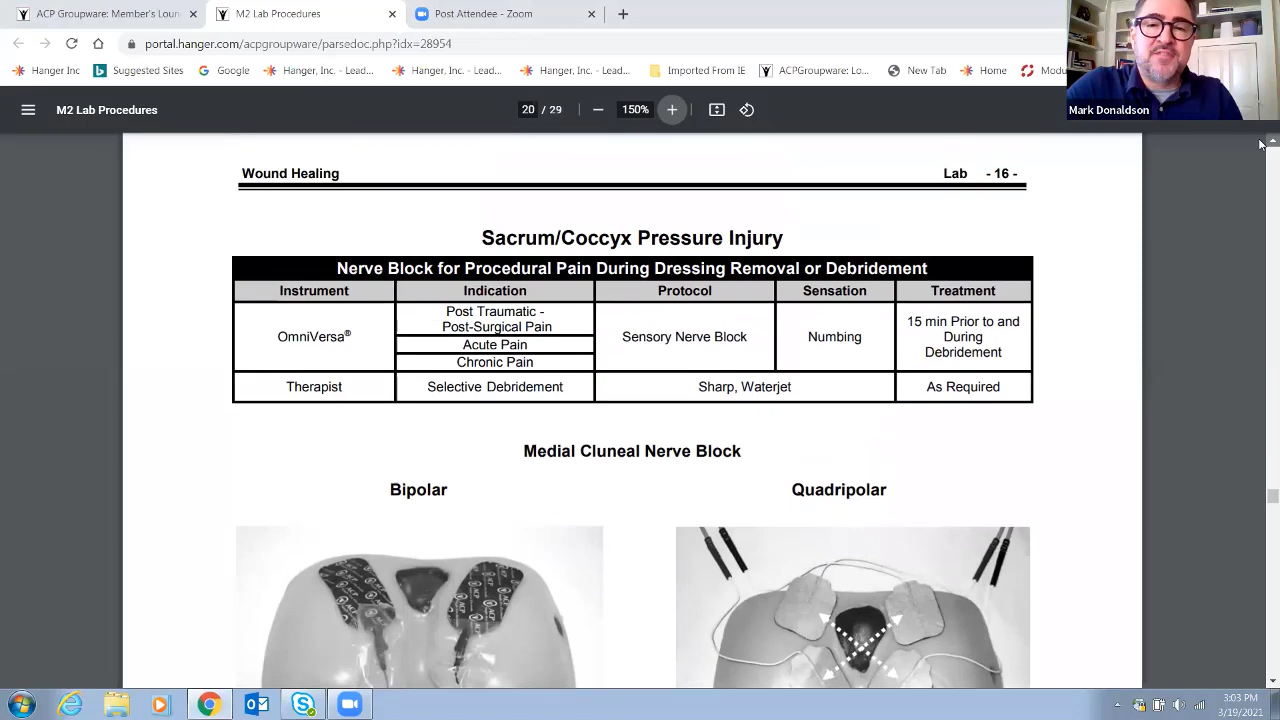 ACP Groupware: Member's Loun
M2 Lab Procedures
Post Attendee - Zoom
portal.hanger.com/acpgroupware/parsedoc.php?idx=28954
Hanger Inc
Suggested Sites
Google
Hanger, Inc. - Lead...
Hanger, Inc. - Lead...
Hanger, Inc. - Lead...
Imported From IE
ACPGroupware: Lo...
New Tab
Home
Modu
Mark Donaldson
M2 Lab Procedures
20 / 29
150%
Wound Healing
Lab - 16 -
Sacrum/Coccyx Pressure Injury
Nerve Block for Procedural Pain During Dressing Removal or Debridement
Instrument Indication Protocol Sensation Treatment
OmniVersa®
Post Traumatic -
Post-Surgical Pain
Acute Pain
Chronic Pain
Sensory Nerve Block
Numbing
15 min Prior to and
During
Debridement
Therapist Selective Debridement Sharp, Waterjet As Required
Medial Cluneal Nerve Block
Bipolar
Quadripolar
3:03 PM
3/19/2021